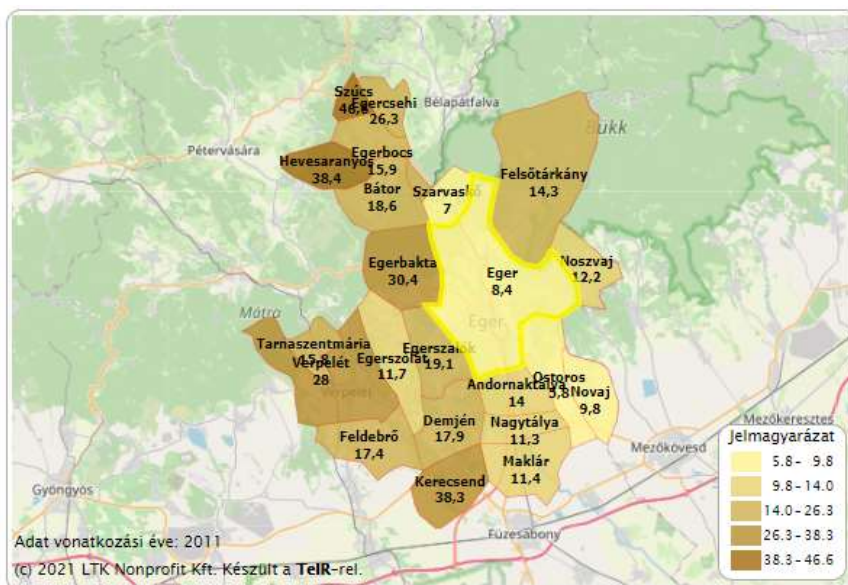 Szúcs
46,6
Egercsehi
26,3
Bélapátfalva
Bükk
Pétervására
Egerbocs
15,9
Hevesaranyos
38,4
Felsőtárkány
14,3
Bátor
18,6
Szarvaskő
7
Egerbakta
30,4
Eger
8,4
Noszvaj
12,2
Mátra
Eger
Tarnaszentmária
15,8
Verpelét
28
Verpelét
Egerszólát
11,7
Egerszalók
19,1
Andornaktálya
14
Ostoros
5,8
Novaj
9,8
Mezőkeresztes
Demjén
17,9
Nagytálya
11,3
Feldebrő
17,4
Maklár
11,4
Mezőkövesd
Kerecsend
38,3
Gyöngyös
Füzesabony
Jelmagyarázat
5.8 – 9.8
9.8 – 14.0
14.0 – 26.3
26.3 – 38.3
38.3 – 46.6
Adat vonatkozási éve: 2011
(c) 2021 LTK Nonprofit Kft. Készült a TeIR-rel.